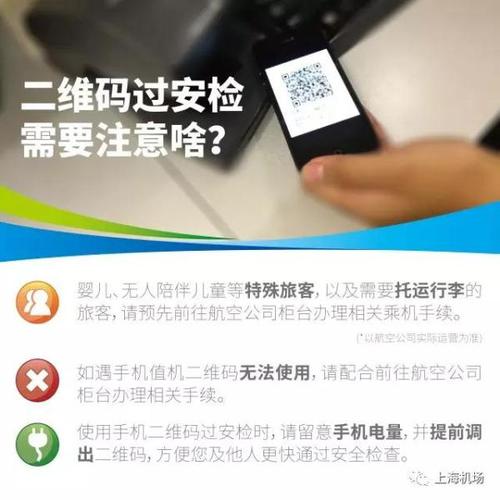 二维码过安检
需要注意啥?
婴儿、无人陪伴儿童等特殊旅客,以及需要托运行李的
旅客,请预先前往航空公司柜台办理相关乘机手续。
(*以航空公司实际运营为准)
如遇手机值机二维码无法使用,请配合前往航空公司
柜台办理相关手续。
使用手机二维码过安检时,请留意手机电量,并提前调
出二维码,方便您及他人更快通过安全检查。
上海机场